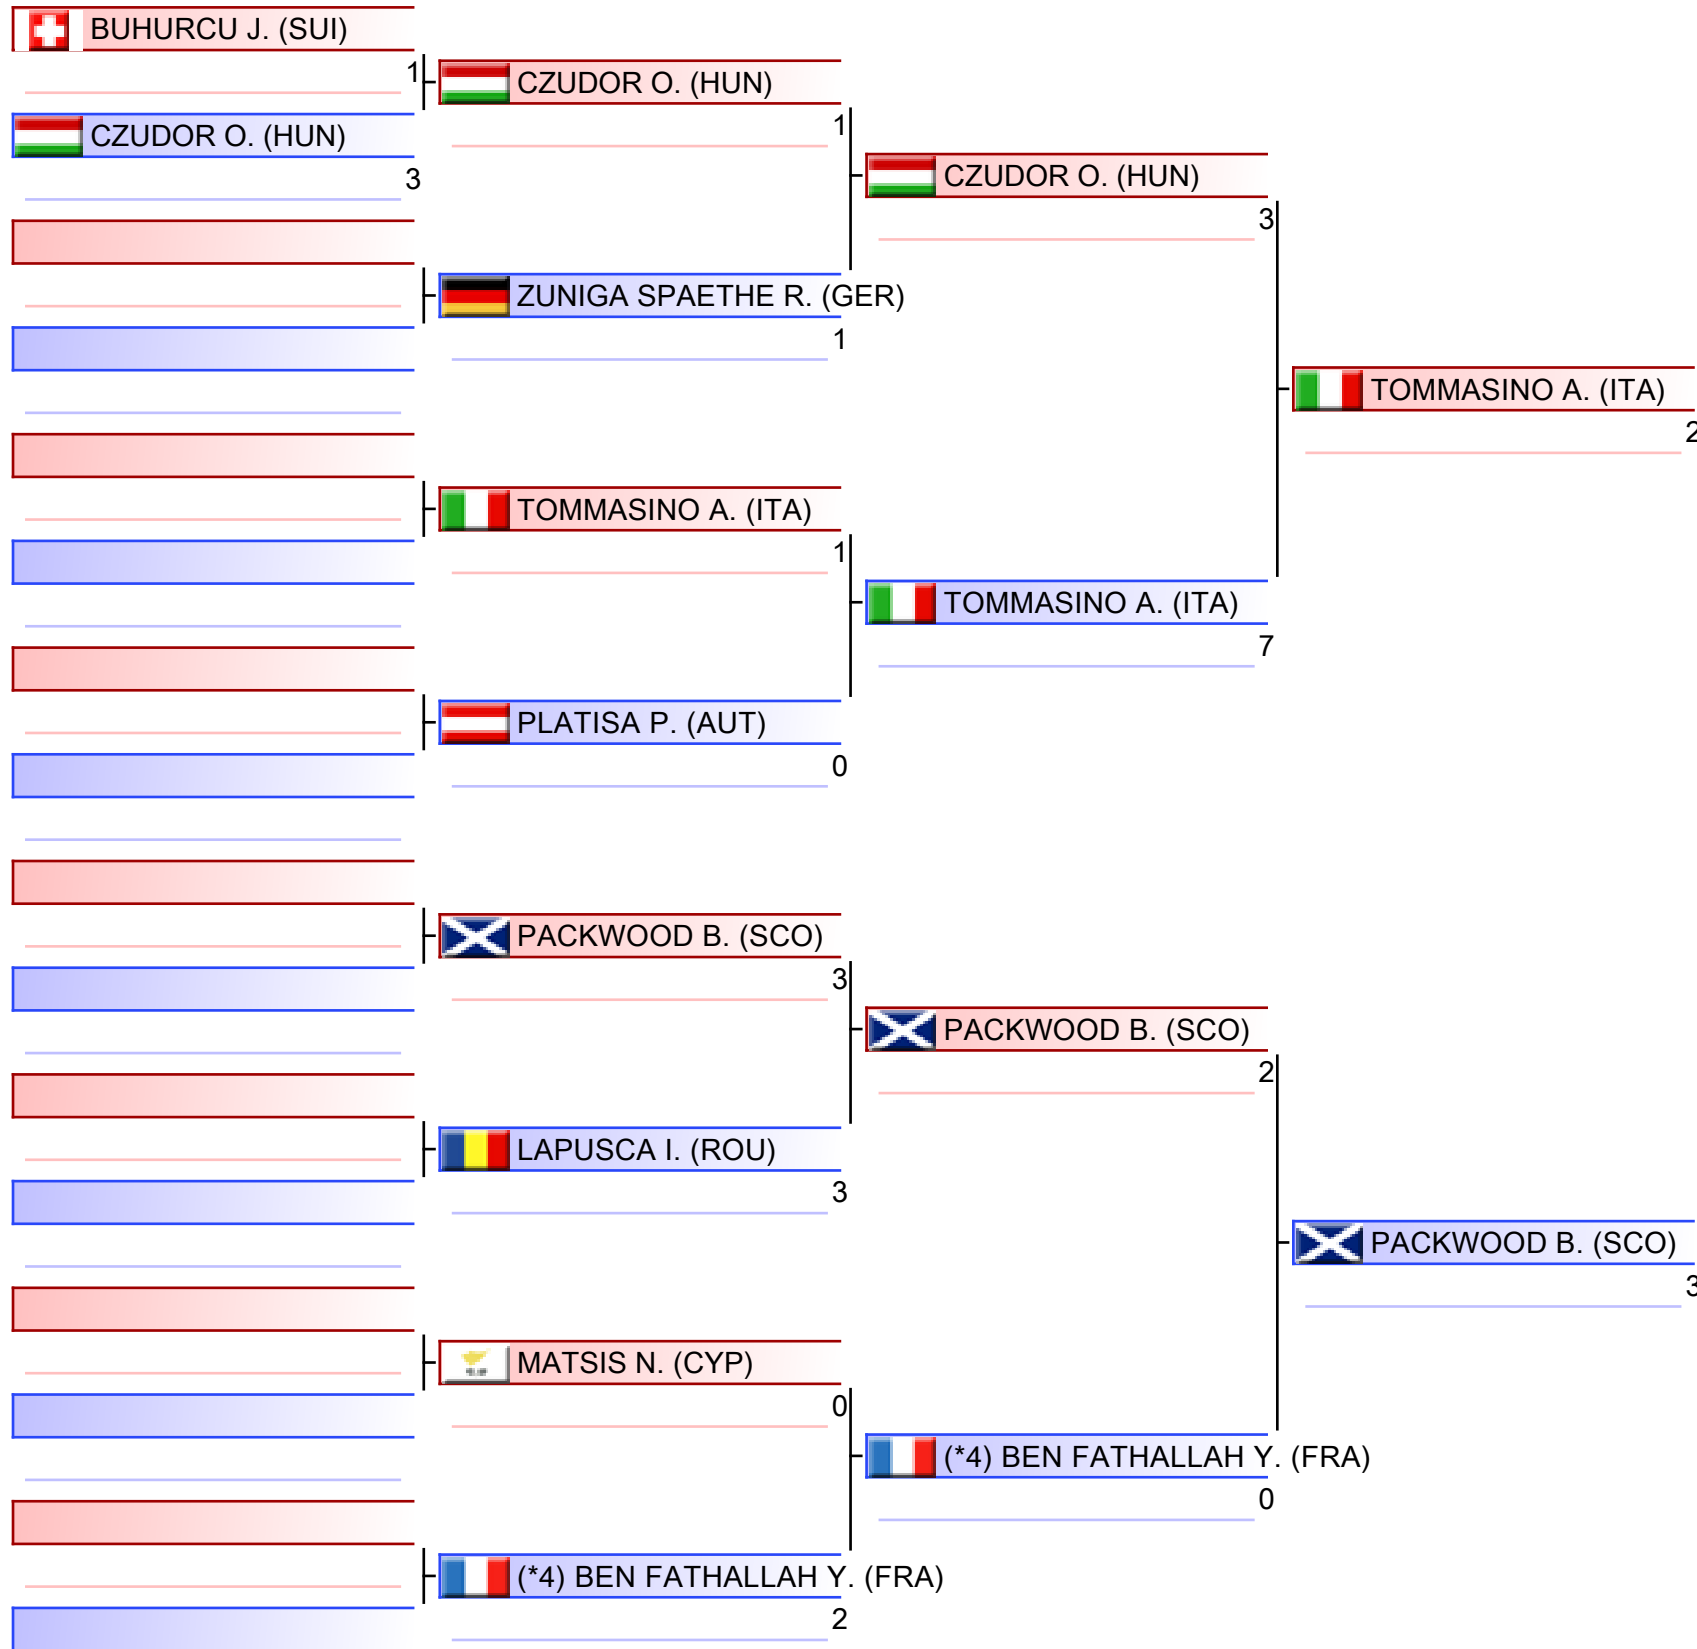 BUHURCU J. (SUI)
1
CZUDOR O. (HUN)
3
CZUDOR O. (HUN)
1
ZUNIGA SPAETHE R. (GER)
1
TOMMASINO A. (ITA)
1
PLATISA P. (AUT)
0
PACKWOOD B. (SCO)
3
LAPUSCA I. (ROU)
3
MATSIS N. (CYP)
0
(*4) BEN FATHALLAH Y. (FRA)
2
CZUDOR O. (HUN)
3
TOMMASINO A. (ITA)
7
PACKWOOD B. (SCO)
2
(*4) BEN FATHALLAH Y. (FRA)
0
TOMMASINO A. (ITA)
2
PACKWOOD B. (SCO)
3